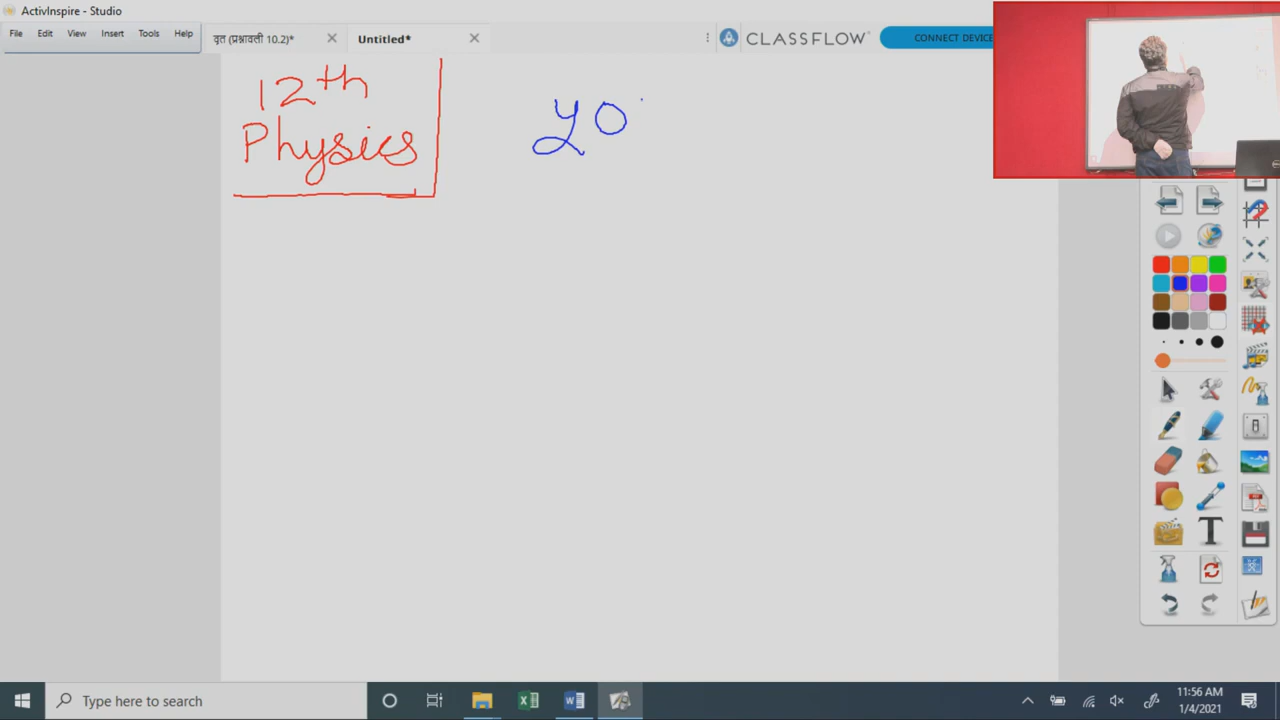 ActivInspire - Studio
File Edit View Insert Tools Help
वृत (प्रश्नावली 10.2)*
Untitled*
CLASSFLOW
CONNECT DEVICE
12th
Physics
yo
T
Type here to search
11:56 AM
1/4/2021